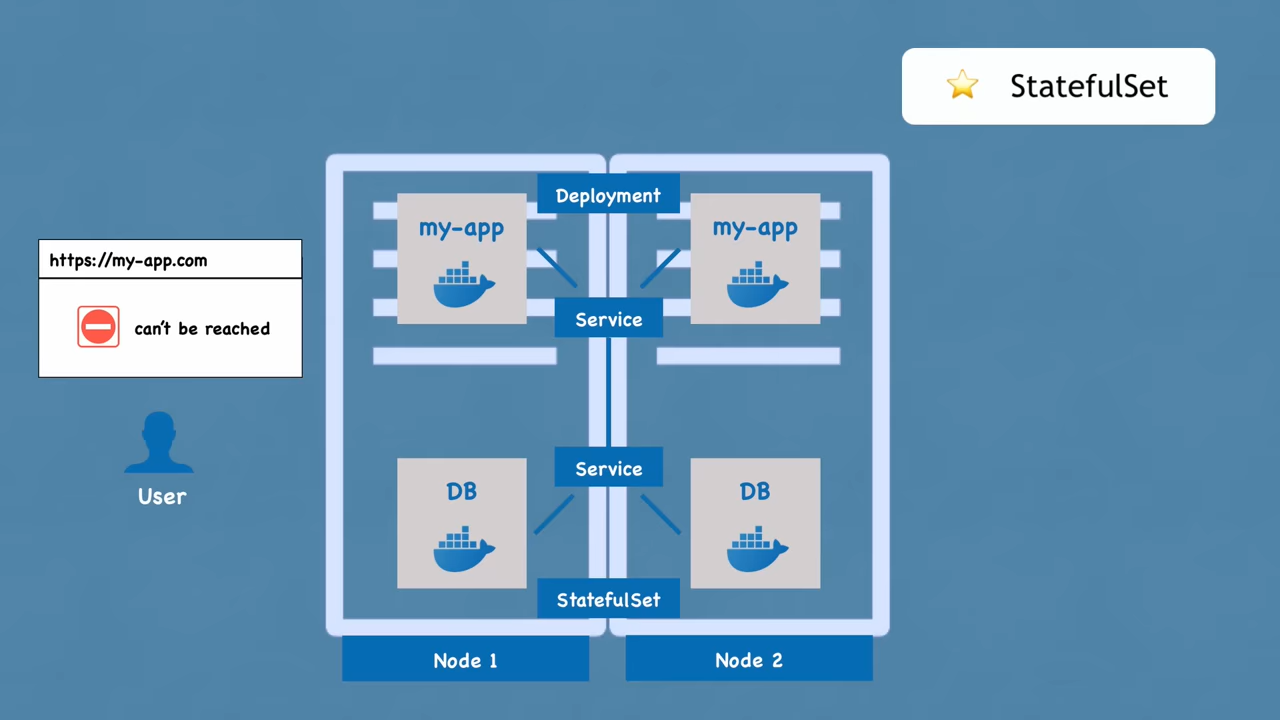 StatefulSet
Deployment
my-app
my-app
https://my-app.com
can't be reached
Service
Service
User
DB
DB
StatefulSet
Node 1
Node 2